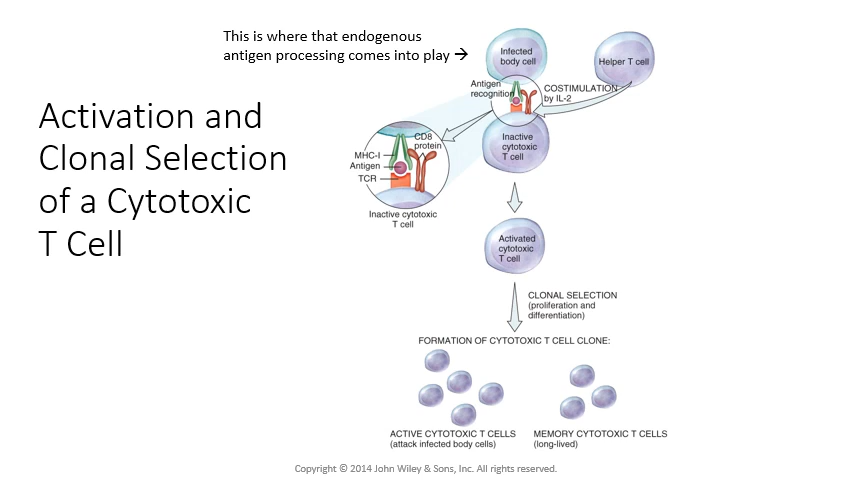 This is where that endogenous
antigen processing comes into play →
Activation and
Clonal Selection
of a Cytotoxic
T Cell
Infected
body cell
Helper T cell
Antigen
recognition
COSTIMULATION
by IL-2
Inactive
cytotoxic
T cell
CD8
protein
MHC-I
Antigen
TCR
Inactive cytotoxic
T cell
Activated
cytotoxic
T cell
CLONAL SELECTION
(proliferation and
differentiation)
FORMATION OF CYTOTOXIC T CELL CLONE:
ACTIVE CYTOTOXIC T CELLS
(attack infected body cells)
MEMORY CYTOTOXIC T CELLS
(long-lived)
Copyright © 2014 John Wiley & Sons, Inc. All rights reserved.